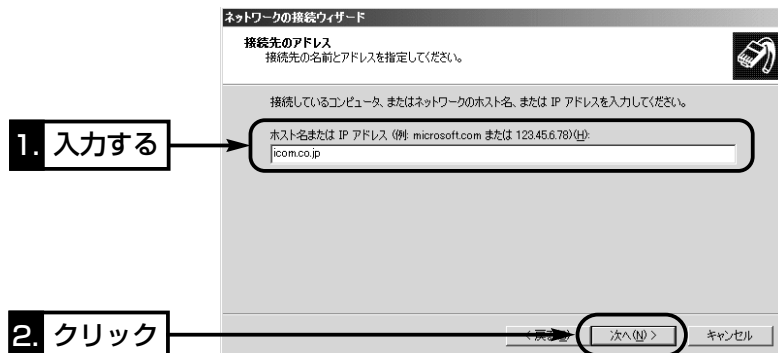 ネットワークの接続ウィザード
接続先のアドレス
接続先の名前とアドレスを指定してください。
接続しているコンピュータ、またはネットワークのホスト名、または IP アドレスを入力してください。
1. 入力する
ホスト名または IP アドレス (例: microsoft.com または 123.45.6.78)(H):
icom.co.jp
2. クリック
次へ(N) >
キャンセル